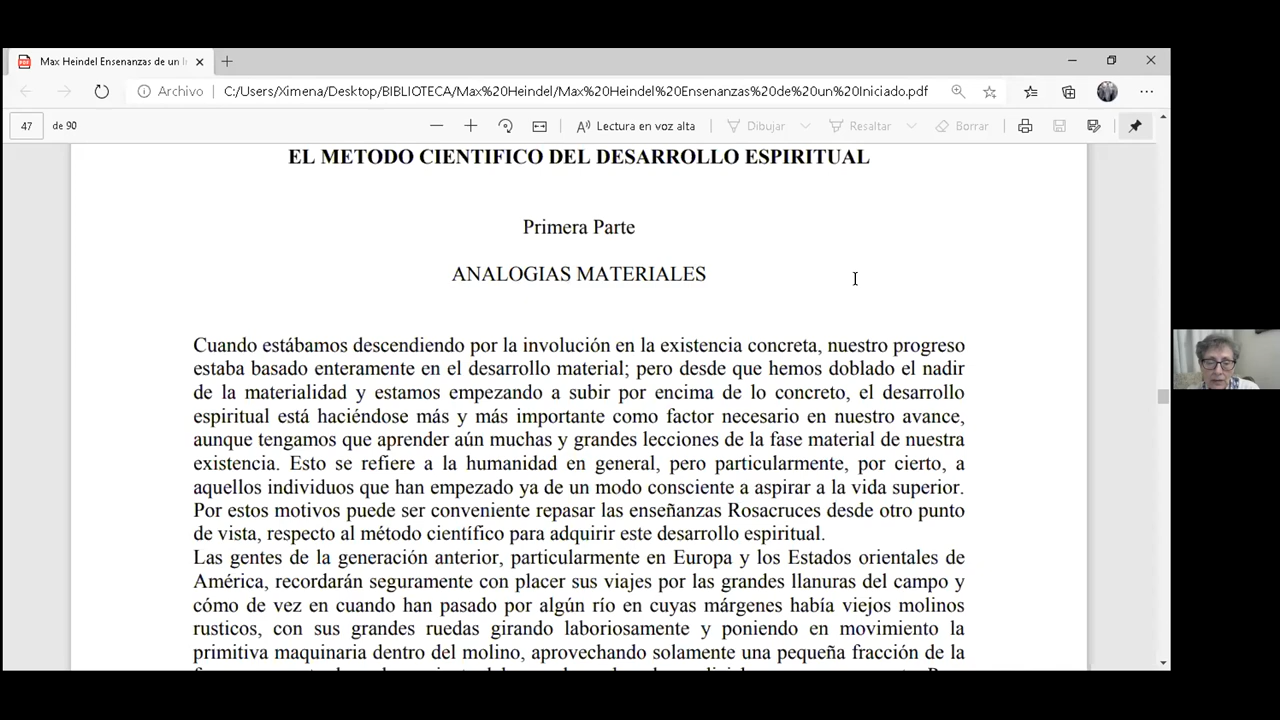 Max Heindel Ensenanzas de un I
Archivo
C:/Users/Ximena/Desktop/BIBLIOTECA/Max%20Heindel/Max%20Heindel%20Ensenanzas%20de%20un%20Iniciado.pdf
47 de 90
Lectura en voz alta
Dibujar
Resaltar
Borrar
EL METODO CIENTIFICO DEL DESARROLLO ESPIRITUAL
Primera Parte
ANALOGIAS MATERIALES
Cuando estábamos descendiendo por la involución en la existencia concreta, nuestro progreso
estaba basado enteramente en el desarrollo material; pero desde que hemos doblado el nadir
de la materialidad y estamos empezando a subir por encima de lo concreto, el desarrollo
espiritual está haciéndose más y más importante como factor necesario en nuestro avance,
aunque tengamos que aprender aún muchas y grandes lecciones de la fase material de nuestra
existencia. Esto se refiere a la humanidad en general, pero particularmente, por cierto, a
aquellos individuos que han empezado ya de un modo consciente a aspirar a la vida superior.
Por estos motivos puede ser conveniente repasar las enseñanzas Rosacruces desde otro punto
de vista, respecto al método científico para adquirir este desarrollo espiritual.
Las gentes de la generación anterior, particularmente en Europa y los Estados orientales de
América, recordarán seguramente con placer sus viajes por las grandes llanuras del campo y
cómo de vez en cuando han pasado por algún río en cuyas márgenes había viejos molinos
rusticos, con sus grandes ruedas girando laboriosamente y poniendo en movimiento la
primitiva maquinaria dentro del molino, aprovechando solamente una pequeña fracción de la